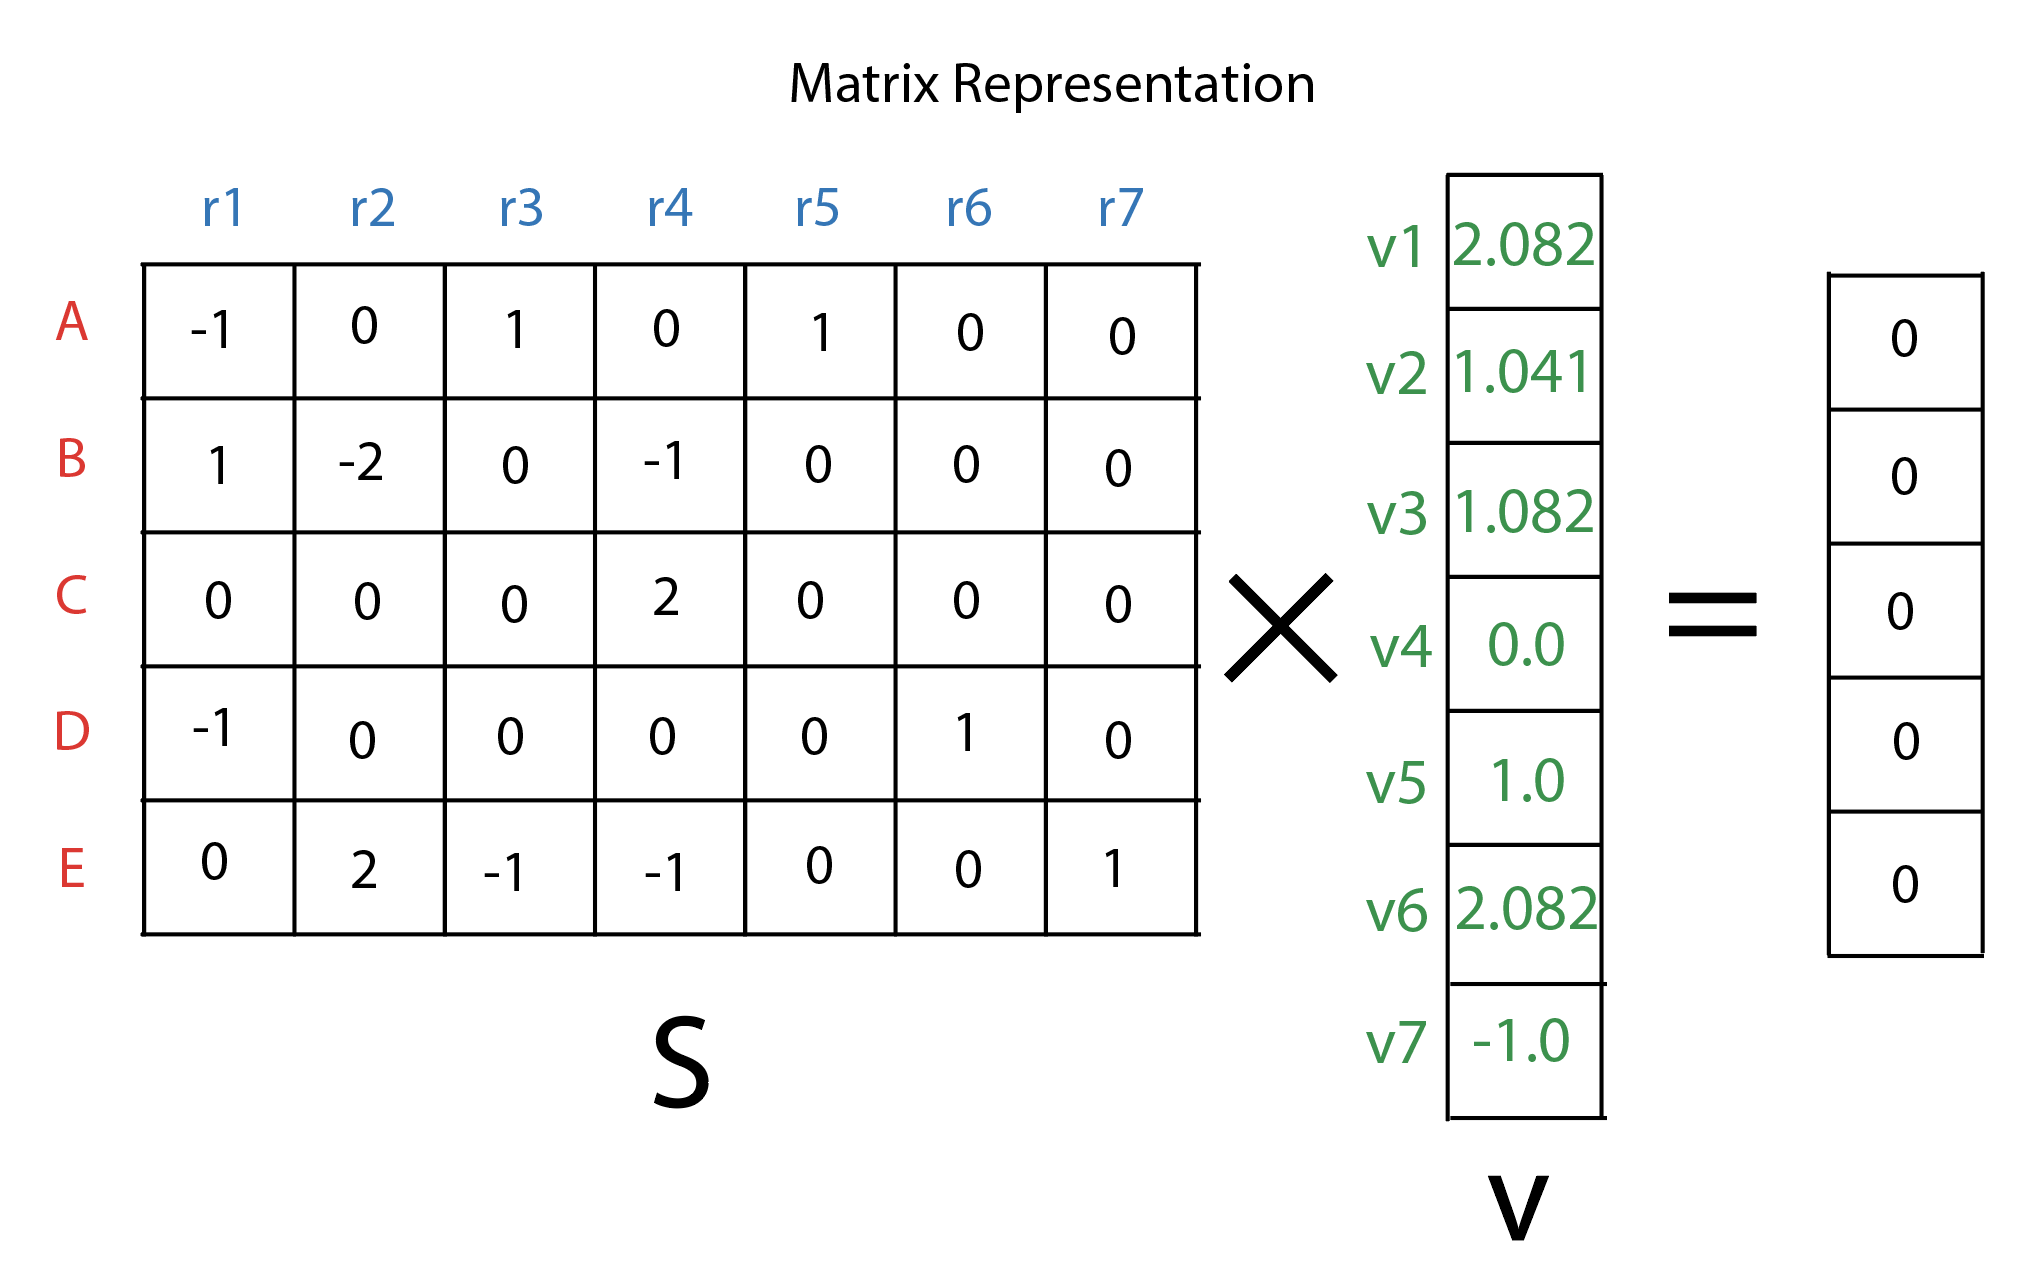 Matrix Representation
r1 r2 r3 r4 r5 r6 r7
A -1 0 1 0 1 0 0
B 1 -2 0 -1 0 0 0
C 0 0 0 2 0 0 0
D -1 0 0 0 0 1 0
E 0 2 -1 -1 0 0 1
S
×
v1 2.082
v2 1.041
v3 1.082
v4 0.0
v5 1.0
v6 2.082
v7 -1.0
v
=
0
0
0
0
0